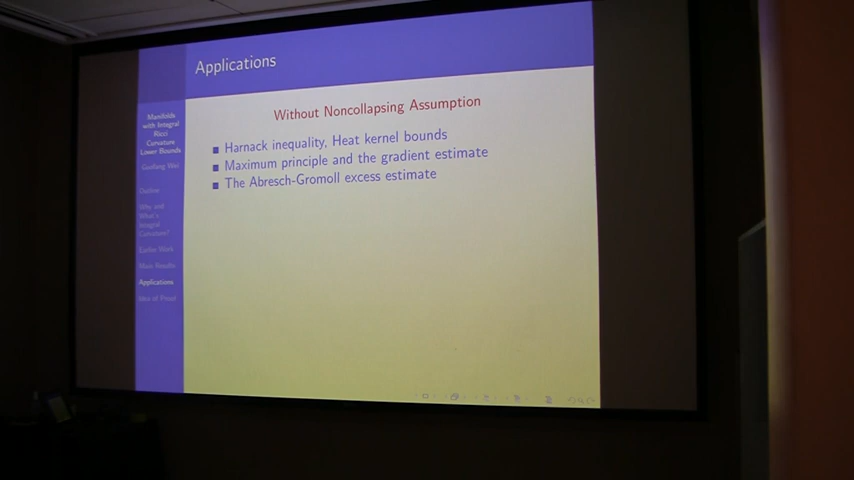 Applications
Manifolds
with Integral
Ricci
Curvature
Lower Bounds
Guofang Wei
Outline
Why and
What's
Integral
Curvature?
Earlier Work
Main Results
Applications
Idea of Proof
Without Noncollapsing Assumption
Harnack inequality, Heat kernel bounds
Maximum principle and the gradient estimate
The Abresch-Gromoll excess estimate